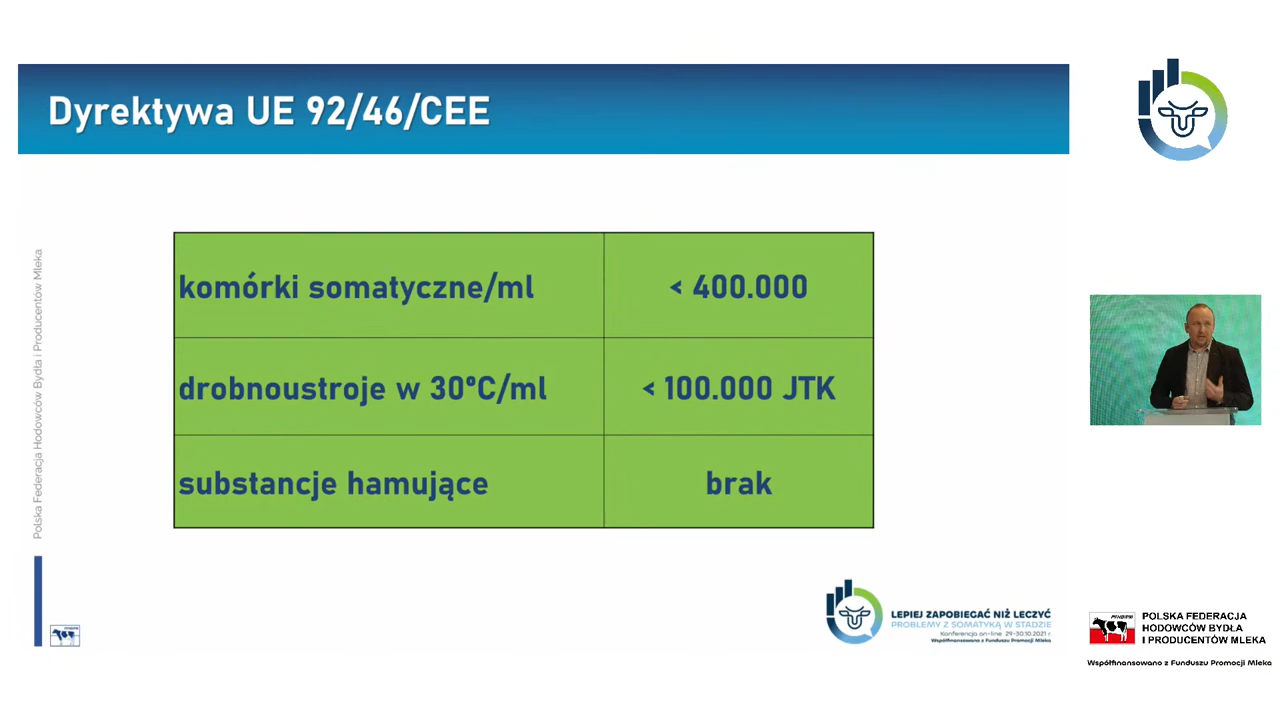 Dyrektywa UE 92/46/CEE
komórki somatyczne/ml < 400.000
drobnoustroje w 30°C/ml < 100.000 JTK
substancje hamujące brak
Polska Federacja Hodowców Bydła i Producentów Mleka
LEPIEJ ZAPOBIEGAĆ NIŻ LECZYĆ
PROBLEMY Z SOMATYKĄ W STADZIE
Konferencja on-line 29-30.10.2021 r.
Współfinansowano z Funduszu Promocji Mleka
POLSKA FEDERACJA
HODOWCÓW BYDŁA
I PRODUCENTÓW MLEKA
Współfinansowano z Funduszu Promocji Mleka